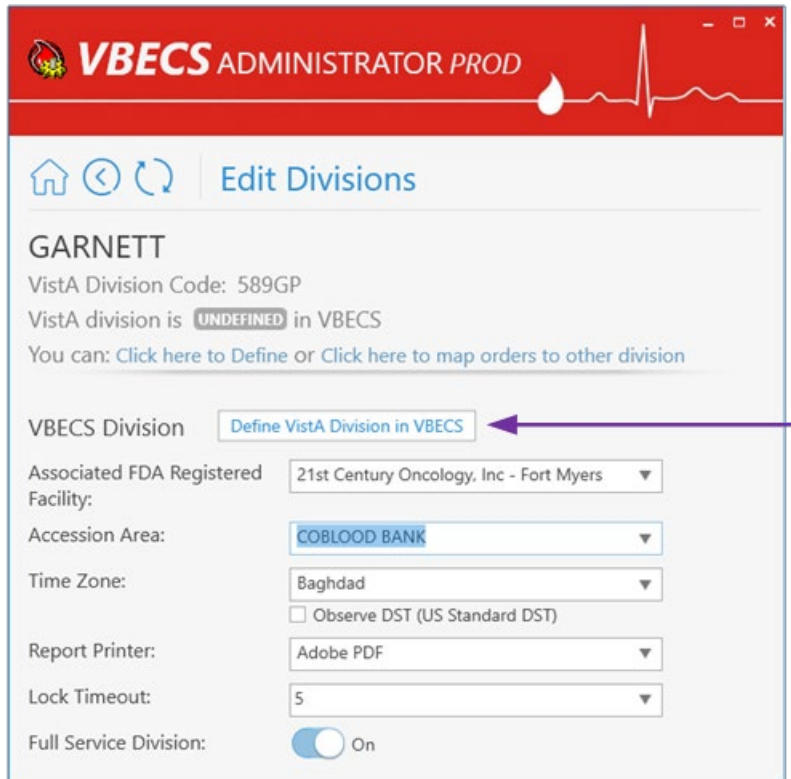 VBECS ADMINISTRATOR PROD
Edit Divisions
GARNETT
VistA Division Code: 589GP
VistA division is UNDEFINED in VBECS
You can: Click here to Define or Click here to map orders to other division
VBECS Division Define VistA Division in VBECS
Associated FDA Registered Facility: 21st Century Oncology, Inc - Fort Myers
Accession Area: COBLOOD BANK
Time Zone: Baghdad
Observe DST (US Standard DST)
Report Printer: Adobe PDF
Lock Timeout: 5
Full Service Division: On